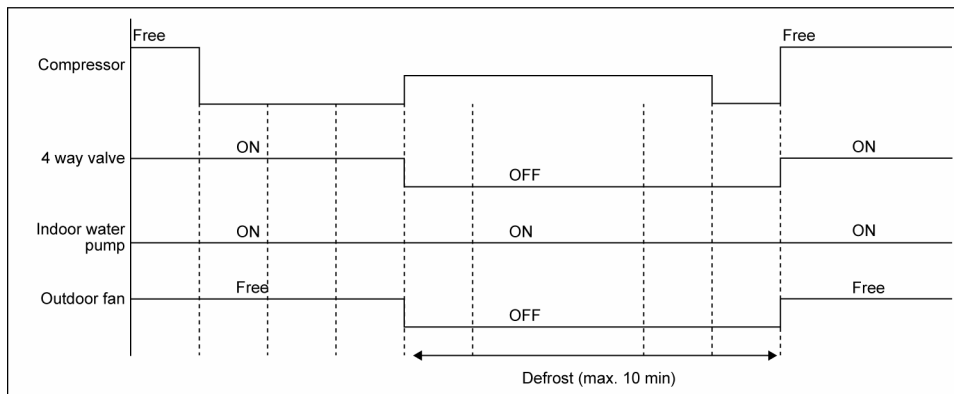 Free
Free
Compressor
4 way valve
ON
ON
OFF
Indoor water
pump
ON
ON
ON
Outdoor fan
Free
Free
OFF
Defrost (max. 10 min)